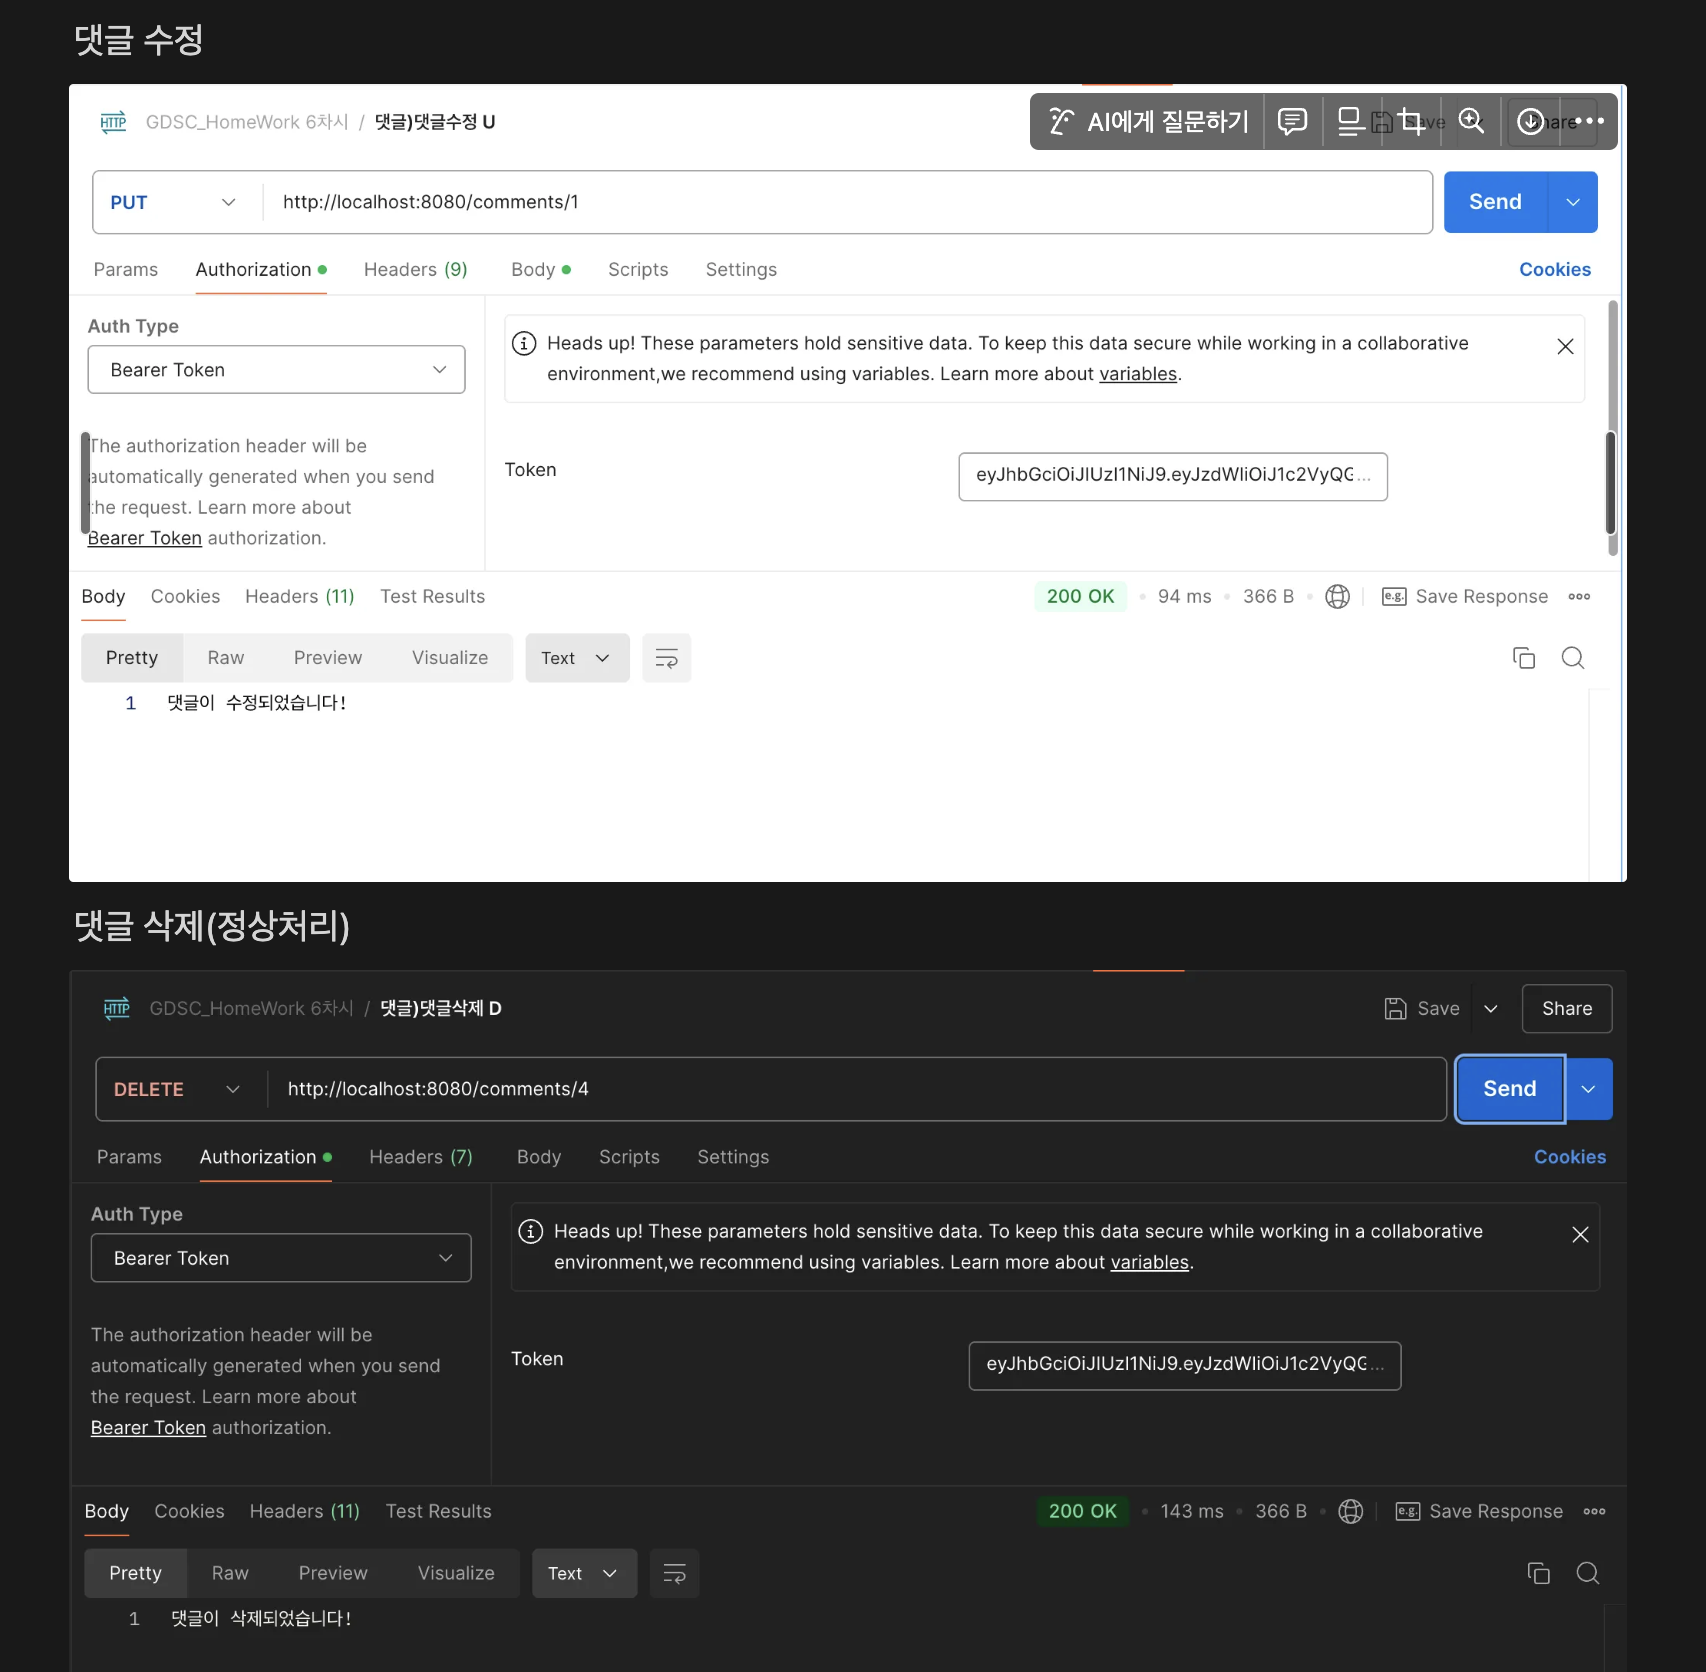 댓글 수정
GDSC_HomeWork 6차시 / 댓글)댓글수정 U
AI에게 질문하기
PUT http://localhost:8080/comments/1 Send
Params Authorization Headers (9) Body Scripts Settings Cookies
Auth Type
Bearer Token
Heads up! These parameters hold sensitive data. To keep this data secure while working in a collaborative
environment,we recommend using variables. Learn more about variables.
The authorization header will be
automatically generated when you send
the request. Learn more about
Bearer Token authorization.
Token
Body Cookies Headers (11) Test Results 200 OK • 94 ms • 366 B • e.g. Save Response
Pretty Raw Preview Visualize Text
1 댓글이 수정되었습니다!
댓글 삭제(정상처리)
GDSC_HomeWork 6차시 / 댓글)댓글삭제 D Save Share
DELETE http://localhost:8080/comments/4 Send
Params Authorization Headers (7) Body Scripts Settings Cookies
Auth Type
Bearer Token
Heads up! These parameters hold sensitive data. To keep this data secure while working in a collaborative
environment,we recommend using variables. Learn more about variables.
The authorization header will be
automatically generated when you send
the request. Learn more about
Bearer Token authorization.
Token
Body Cookies Headers (11) Test Results 200 OK • 143 ms • 366 B • e.g. Save Response
Pretty Raw Preview Visualize Text
1 댓글이 삭제되었습니다!